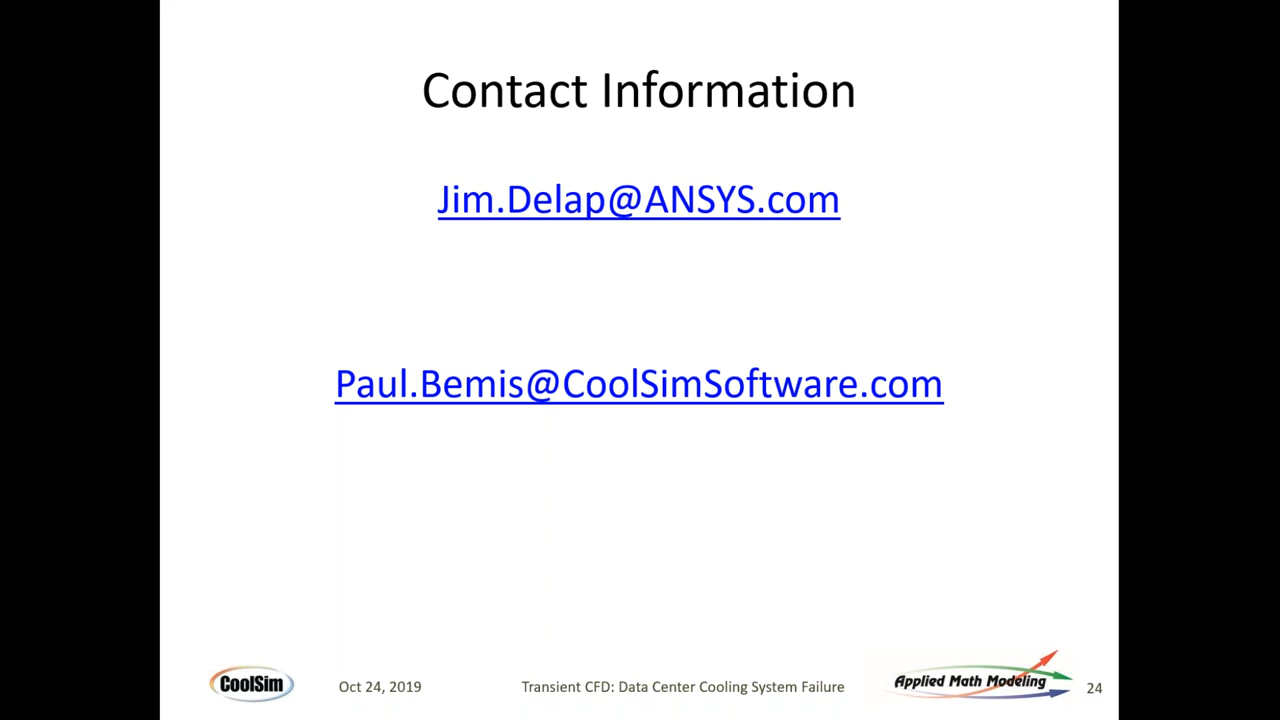 Contact Information
Jim.Delap@ANSYS.com
Paul.Bemis@CoolSimSoftware.com
CoolSim
Oct 24, 2019
Transient CFD: Data Center Cooling System Failure
Applied Math Modeling
24